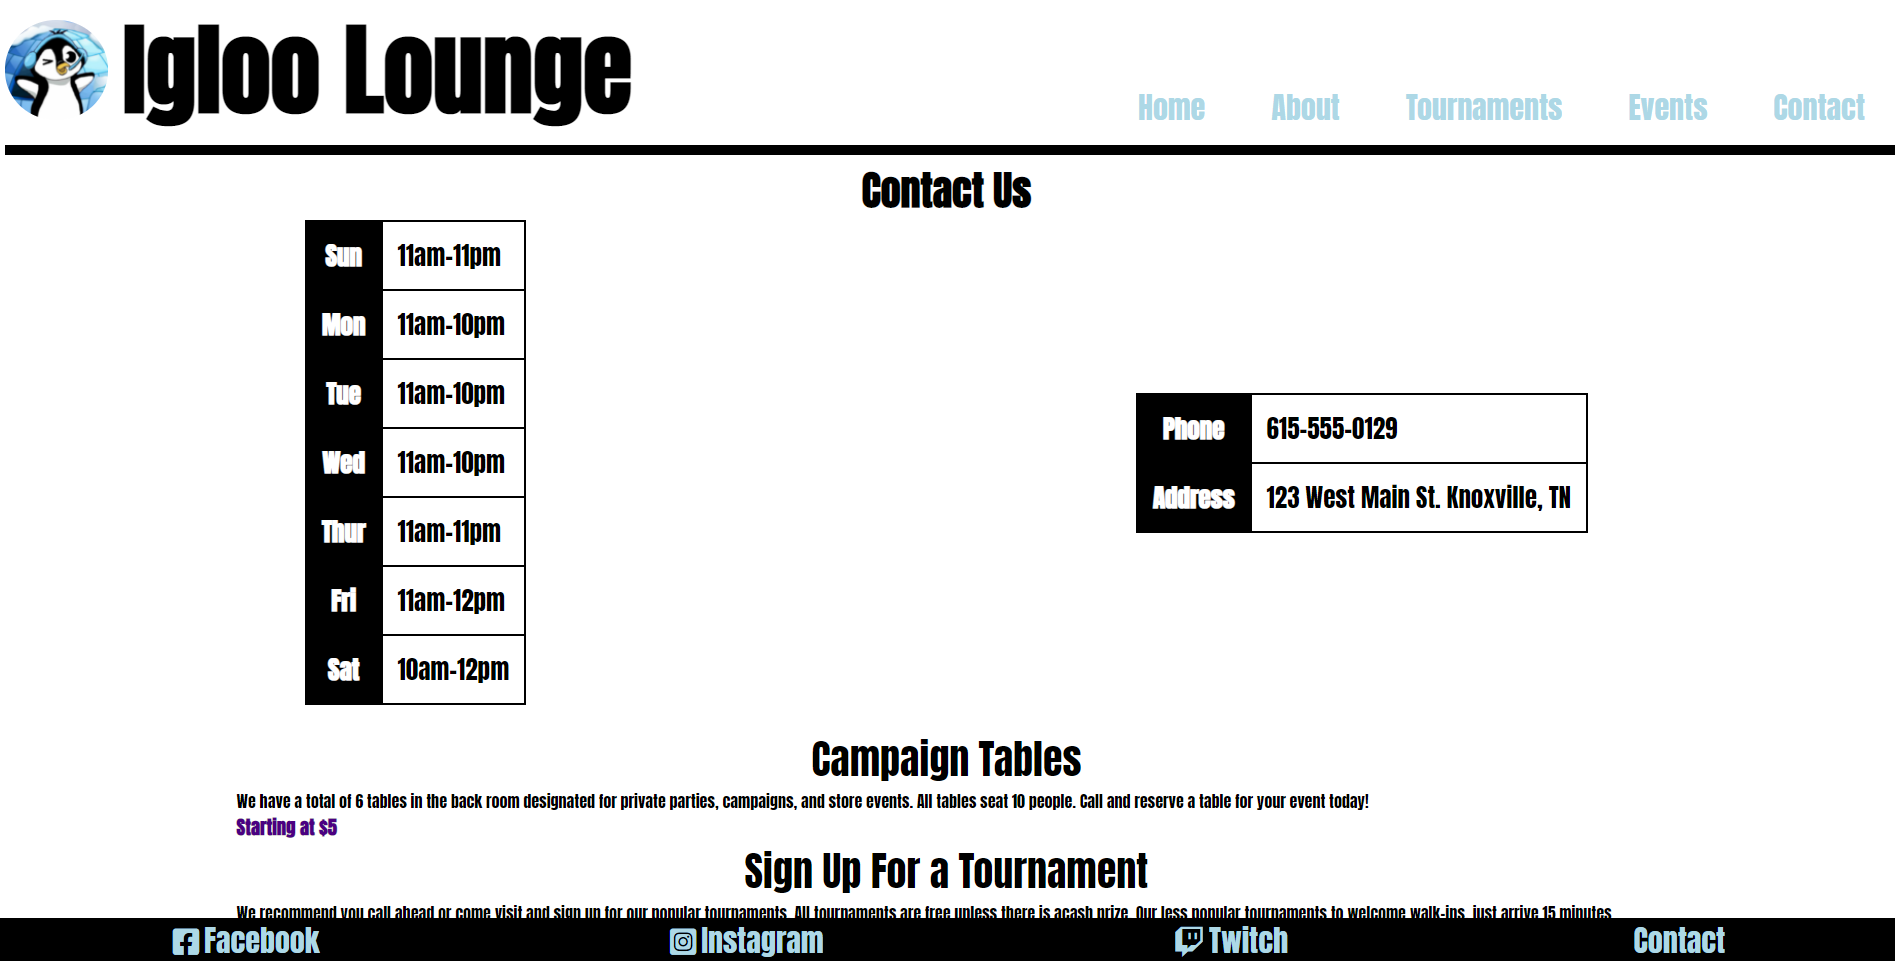 Igloo Lounge
Home About Tournaments Events Contact
Contact Us
Sun 11am-11pm
Mon 11am-10pm
Tue 11am-10pm
Wed 11am-10pm
Thur 11am-11pm
Fri 11am-12pm
Sat 10am-12pm
Phone 615-555-0129
Address 123 West Main St. Knoxville, TN
Campaign Tables
We have a total of 6 tables in the back room designated for private parties, campaigns, and store events. All tables seat 10 people. Call and reserve a table for your event today!
Starting at $5
Sign Up For a Tournament
We recommend you call ahead or come visit and sign up for our popular tournaments. All tournaments are free unless there is acash prize. Our less popular tournaments to welcome walk-ins, just arrive 15 minutes
Facebook Instagram Twitch Contact